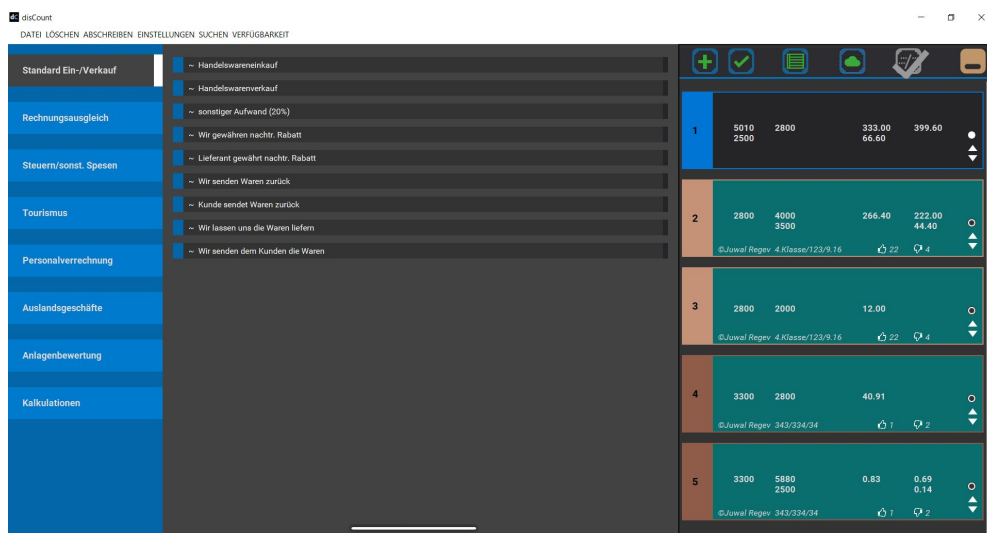 dc disCount
DATEI LÖSCHEN ABSCHREIBEN EINSTELLUNGEN SUCHEN VERFÜGBARKEIT
Standard Ein-/Verkauf
Rechnungsausgleich
Steuern/sonst. Spesen
Tourismus
Personalverrechnung
Auslandsgeschäfte
Anlagenbewertung
Kalkulationen
~ Handelswareneinkauf
~ Handelswarenverkauf
~ sonstiger Aufwand (20%)
~ Wir gewähren nachtr. Rabatt
~ Lieferant gewährt nachtr. Rabatt
~ Wir senden Waren zurück
~ Kunde sendet Waren zurück
~ Wir lassen uns die Waren liefern
~ Wir senden dem Kunden die Waren
1 5010 2800 333.00 399.60
2500 66.60
2 2800 4000 266.40 222.00
3500 44.40
©Juwal Regev 4.Klasse/123/9.16 22 4
3 2800 2000 12.00
©Juwal Regev 4.Klasse/123/9.16 22 4
4 3300 2800 40.91
©Juwal Regev 343/334/34 1 2
5 3300 5880 0.83 0.69
2500 0.14
©Juwal Regev 343/334/34 1 2